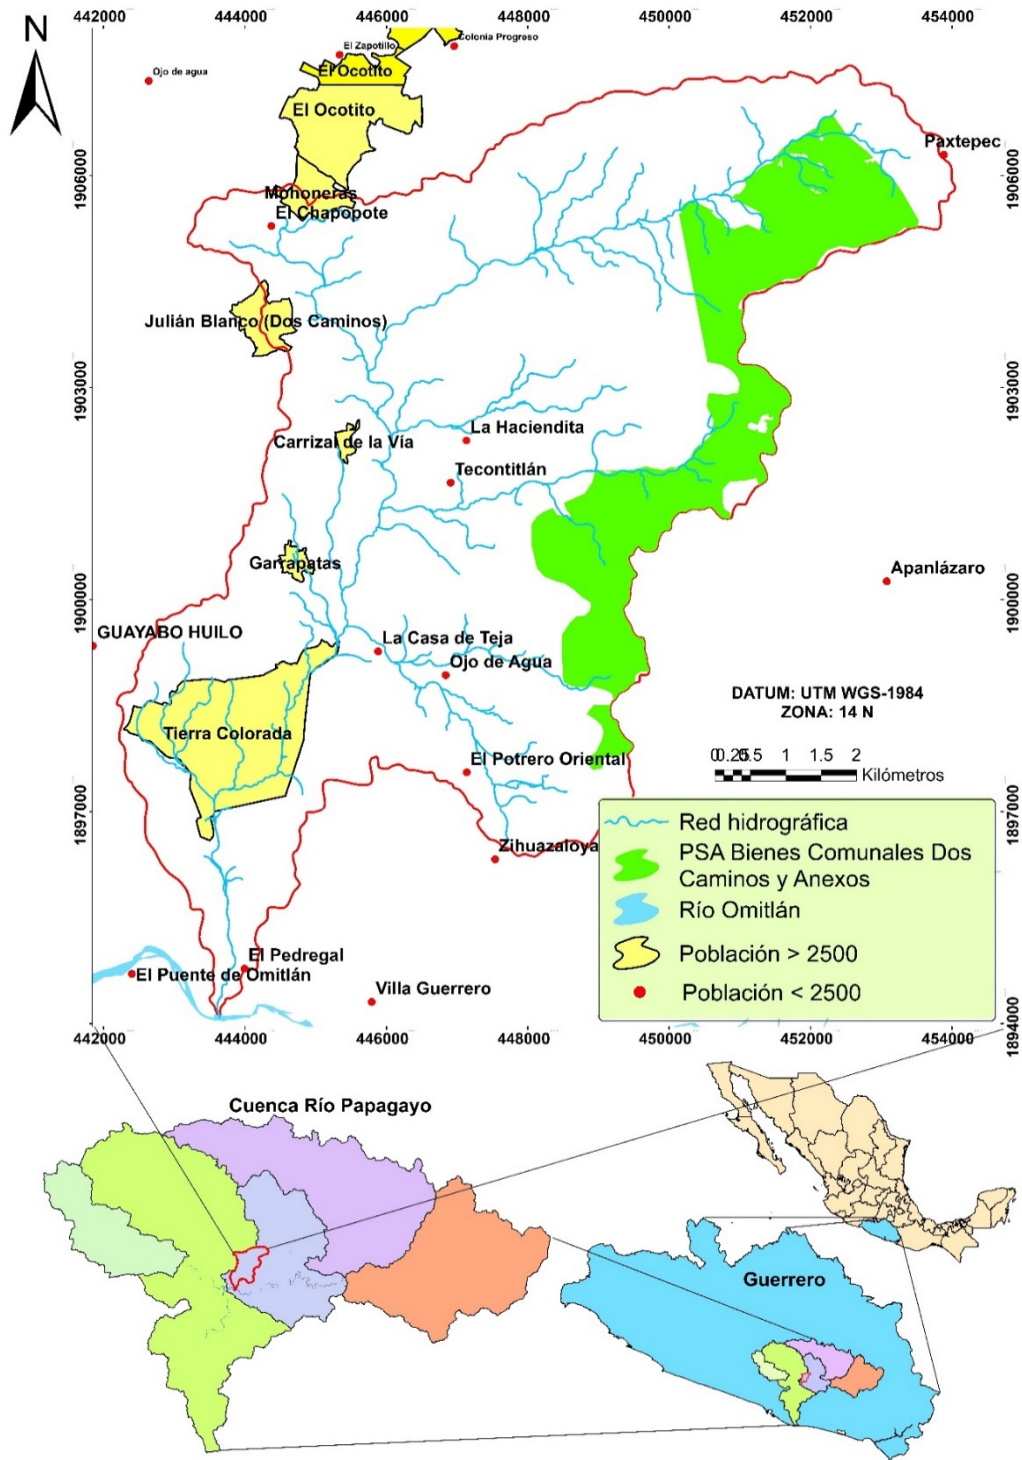 442000 444000 446000 448000 450000 452000 454000
N
Colonia Progreso
El Zapotillo
Ojo de agua
El Ocotito
El Ocotito
Paxtepec
1906000
1906000
Mohoneras
El Chapopote
Julián Blanco (Dos Caminos)
1903000
1903000
La Haciendita
Carrizal de la Vía
Tecontitlán
Garrapatas
Apanlázaro
1900000
1900000
GUAYABO HUILO
La Casa de Teja
Ojo de Agua
DATUM: UTM WGS-1984
ZONA: 14 N
Tierra Colorada
El Potrero Oriental
0 0.25 0.5 1 1.5 2
Kilómetros
1897000
1897000
Red hidrográfica
Zihuazaloya
PSA Bienes Comunales Dos
Caminos y Anexos
Río Omitlán
Población > 2500
El Pedregal
El Puente de Omitlán
Villa Guerrero
Población < 2500
1894000
442000 444000 446000 448000 450000 452000 454000
Cuenca Río Papagayo
Guerrero